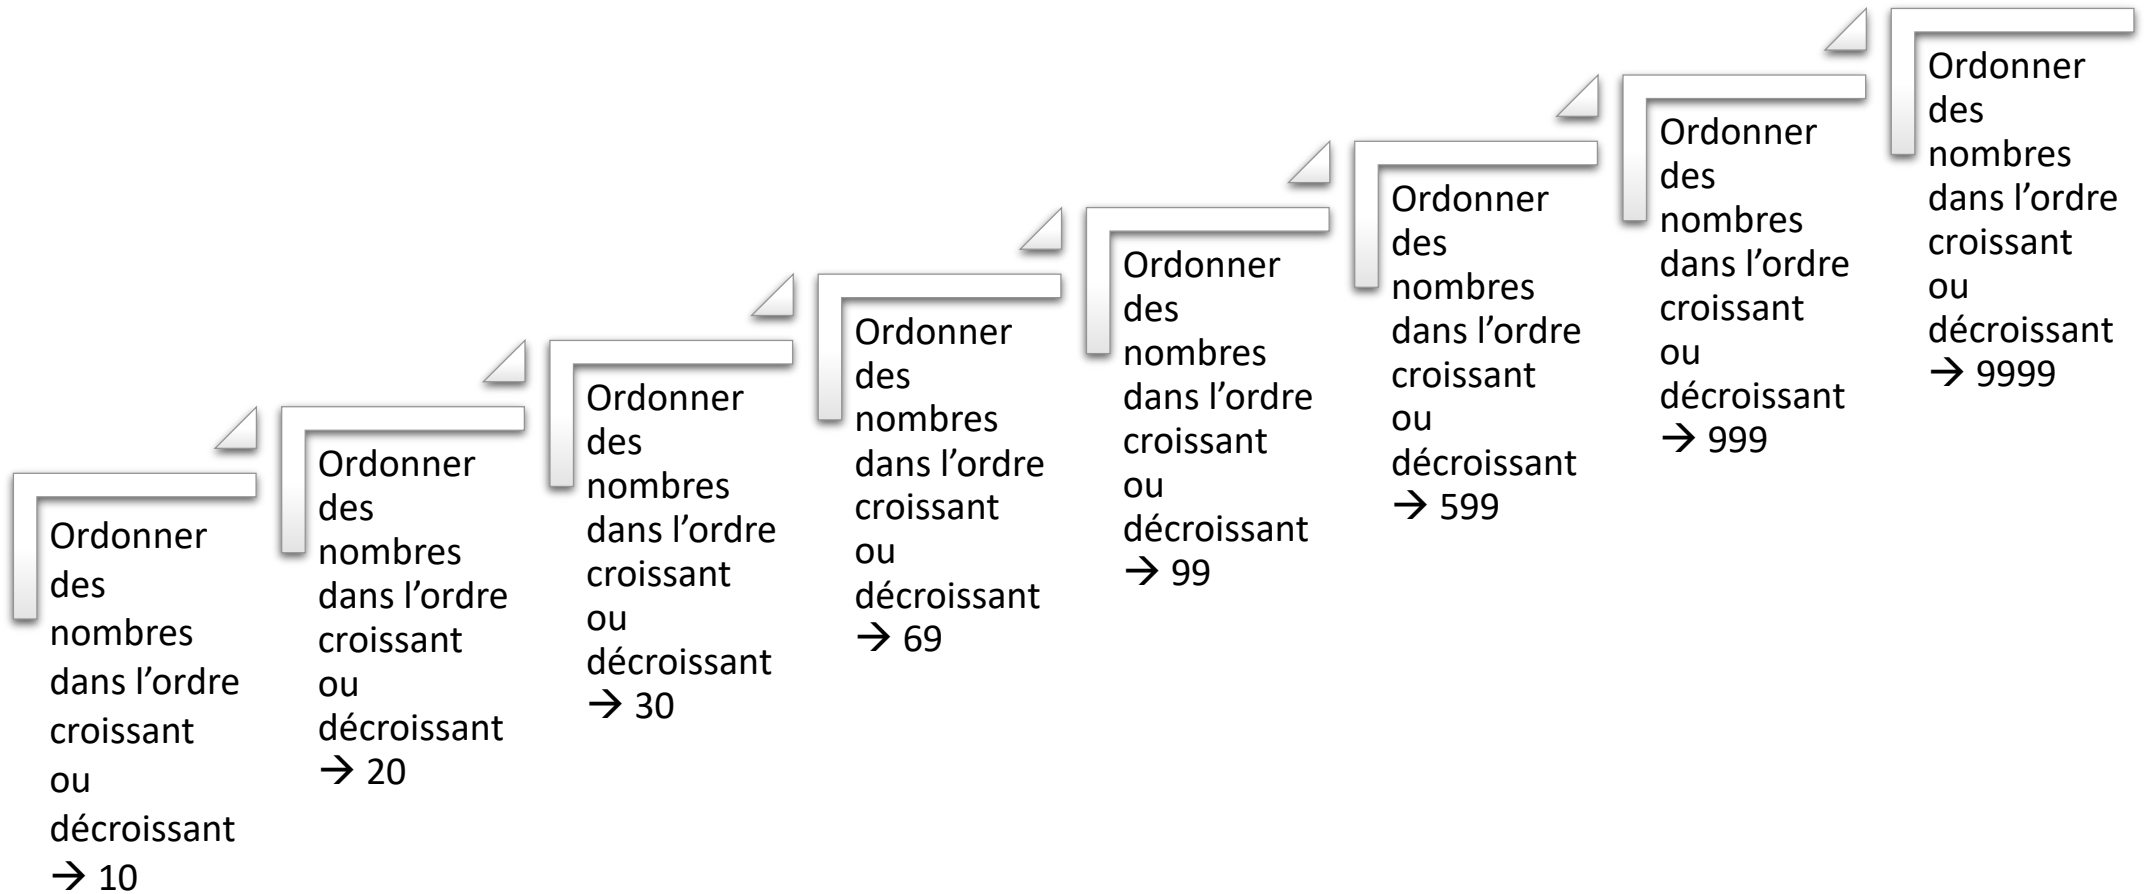 Ordonner
des
nombres
dans l’ordre
croissant
ou
décroissant
→ 10
Ordonner
des
nombres
dans l’ordre
croissant
ou
décroissant
→ 20
Ordonner
des
nombres
dans l’ordre
croissant
ou
décroissant
→ 30
Ordonner
des
nombres
dans l’ordre
croissant
ou
décroissant
→ 69
Ordonner
des
nombres
dans l’ordre
croissant
ou
décroissant
→ 99
Ordonner
des
nombres
dans l’ordre
croissant
ou
décroissant
→ 599
Ordonner
des
nombres
dans l’ordre
croissant
ou
décroissant
→ 999
Ordonner
des
nombres
dans l’ordre
croissant
ou
décroissant
→ 9999